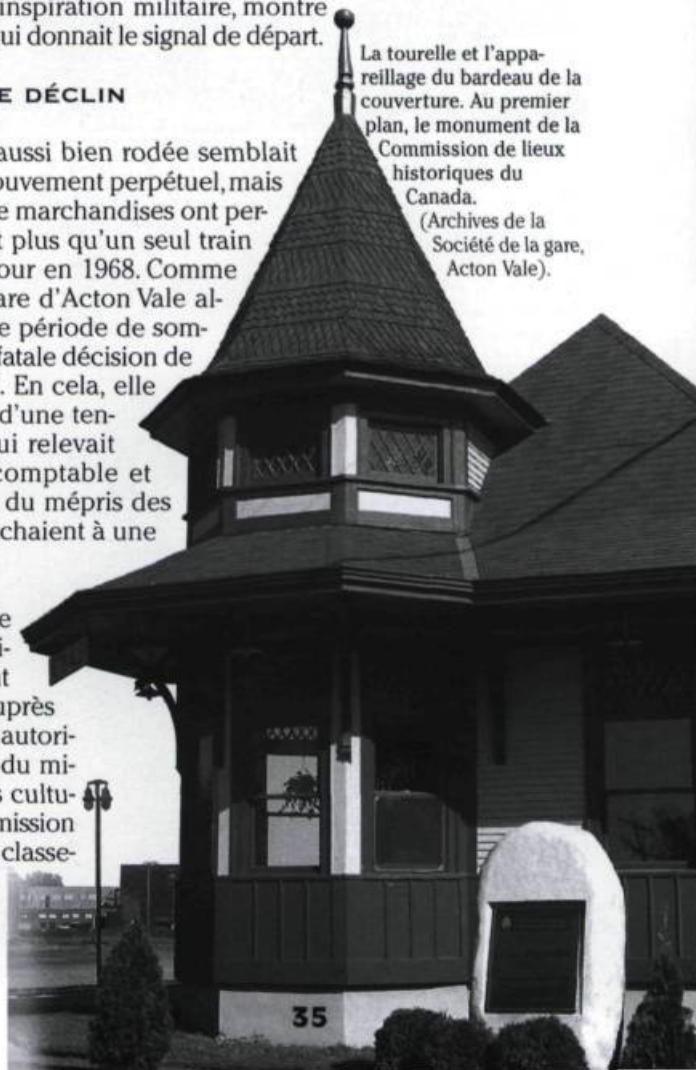 inspiration militaire, montre
ui donnait le signal de départ.
E DÉCLIN
aussi bien rodée semblait
ouvement perpétuel, mais
e marchandises ont per-
t plus qu'un seul train
our en 1968. Comme
are d'Acton Vale al-
e période de som-
fatale décision de
. En cela, elle
d'une ten-
ui relevait
comptable et
du mépris des
chaient à une
e
i-
t
uprès
autori-
du mi-
s cultu-
mission
classe-
La tourelle et l'appa-
reillage du bardeau de la
couverture. Au premier
plan, le monument de la
Commission de lieux
historiques du
Canada.
(Archives de la
Société de la gare,
Acton Vale).
35